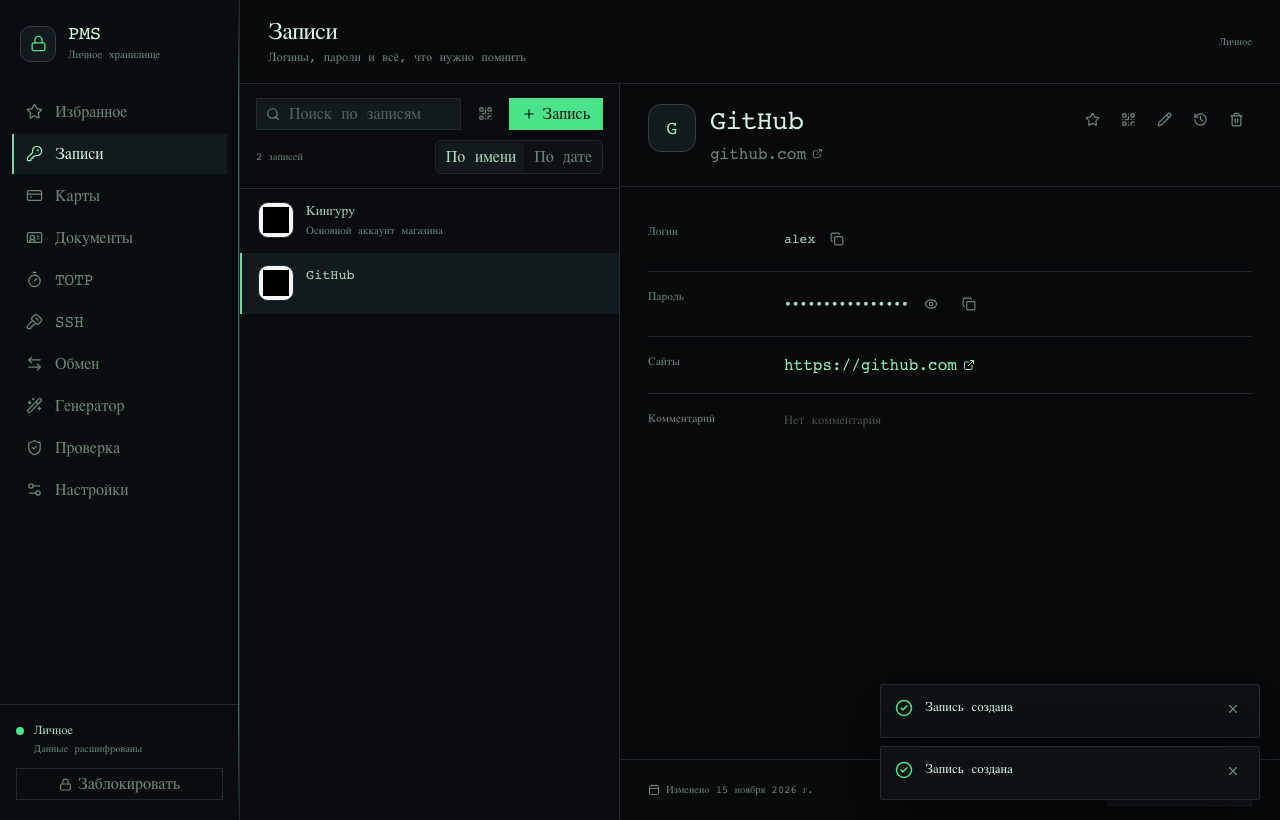 PMS
Личное хранилище
Избранное
Записи
Карты
Документы
TOTP
SSH
Обмен
Генератор
Проверка
Настройки
Личное
Данные расшифрованы
Заблокировать
Записи
Логины, пароли и всё, что нужно помнить
Личное
Поиск по записям
Запись
2 записей
По имени
По дате
Кингуру
Основной аккаунт магазина
GitHub
G
GitHub
github.com
Логин
alex
Пароль
••••••••••••••••
Сайты
https://github.com
Комментарий
Нет комментария
Запись создана
Запись создана
Изменено 15 ноября 2026 г.